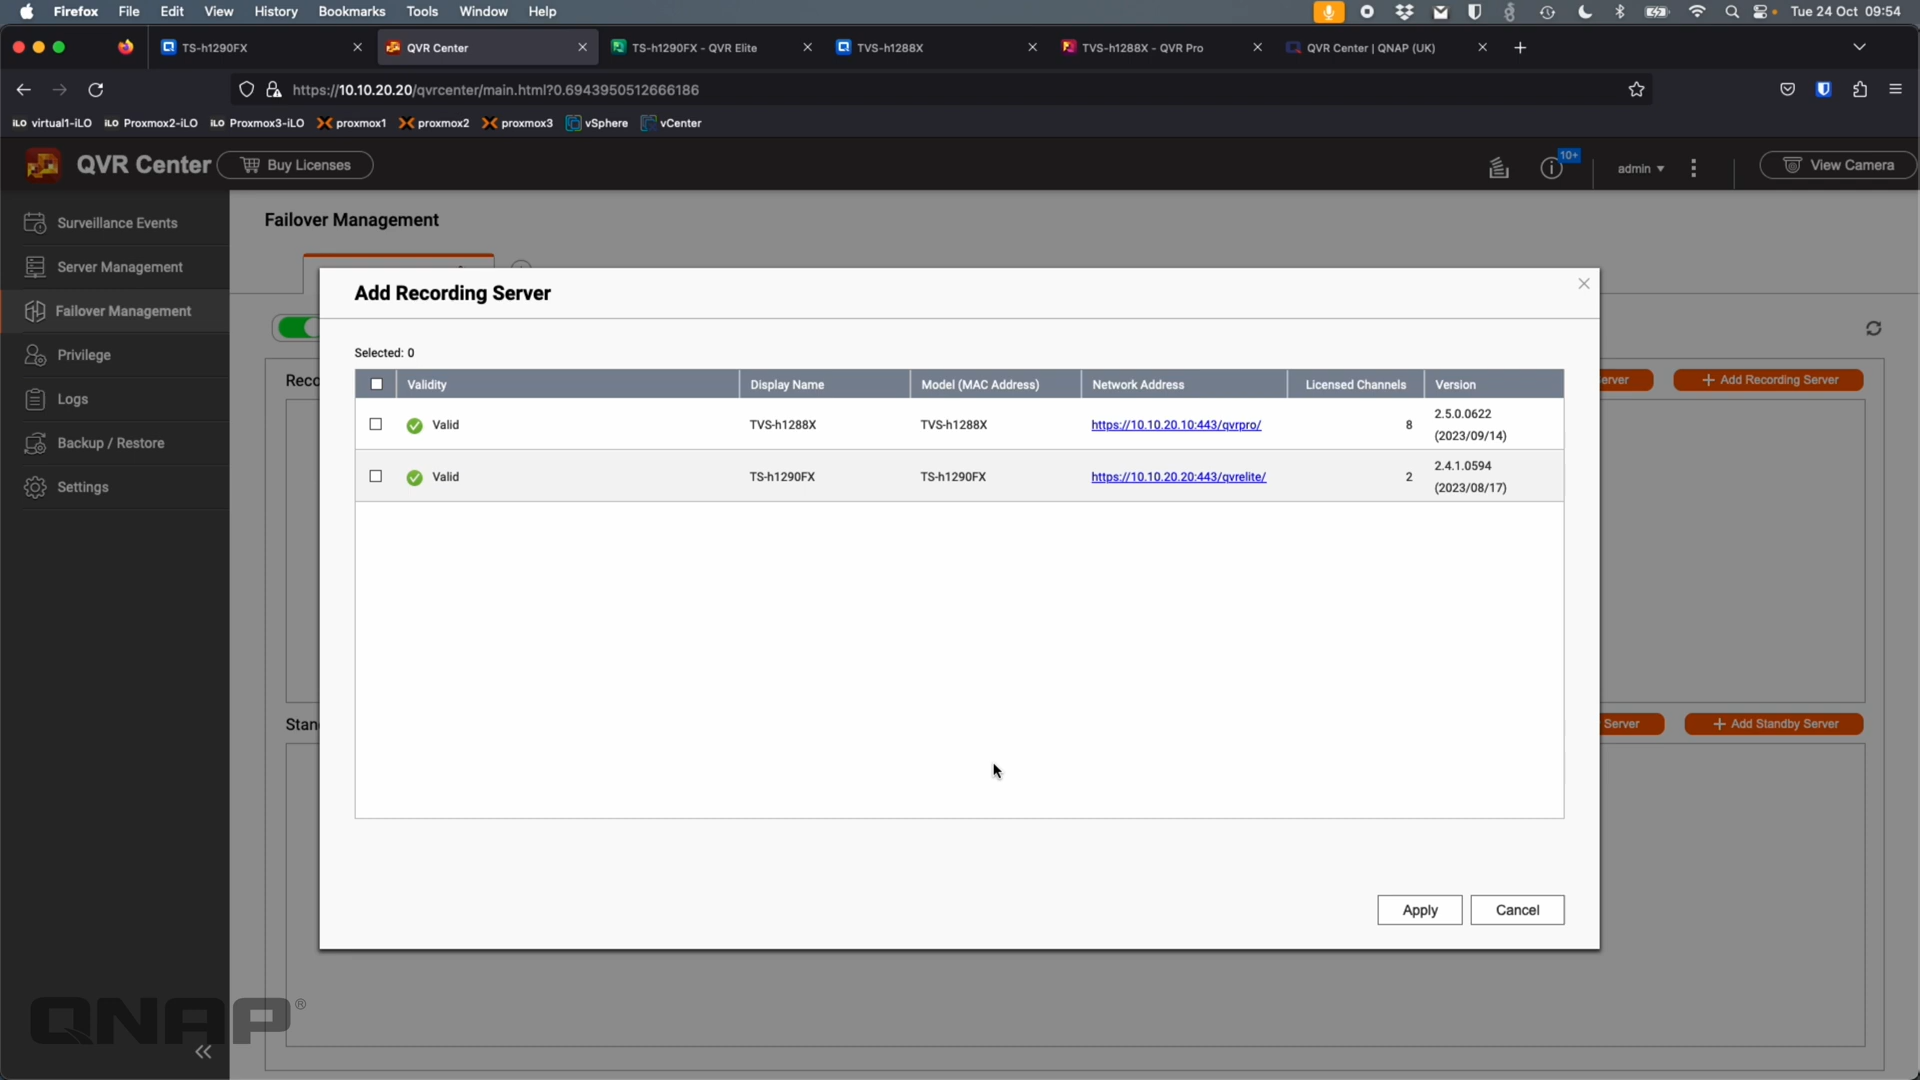 Firefox File Edit View History Bookmarks Tools Window Help Tue 24 Oct 09:54
TS-h1290FX QVR Center TS-h1290FX - QVR Elite TVS-h1288X TVS-h1288X - QVR Pro QVR Center | QNAP (UK)
https://10.10.20.20/qvrcenter/main.html?0.6943950512666186
iLO virtual1-iLO iLO Proxmox2-iLO iLO Proxmox3-iLO proxmox1 proxmox2 proxmox3 vSphere vCenter
QVR Center Buy Licenses 10+ admin View Camera
Surveillance Events
Server Management
Failover Management
Privilege
Logs
Backup / Restore
Settings
Failover Management
Add Recording Server
Selected: 0
Reco erver + Add Recording Server
Validity Display Name Model (MAC Address) Network Address Licensed Channels Version
Valid TVS-h1288X TVS-h1288X https://10.10.20.10:443/qvrpro/ 8 2.5.0.0622
(2023/09/14)
Valid TS-h1290FX TS-h1290FX https://10.10.20.20:443/qvrelite/ 2 2.4.1.0594
(2023/08/17)
Stan Server + Add Standby Server
Apply Cancel
QNAP®